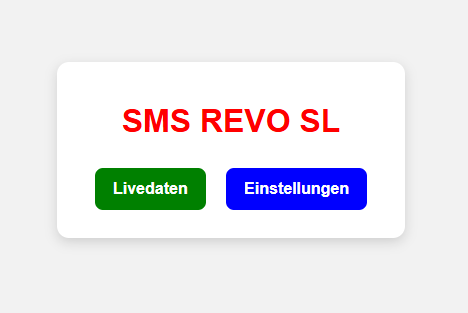 SMS REVO SL
Livedaten Einstellungen